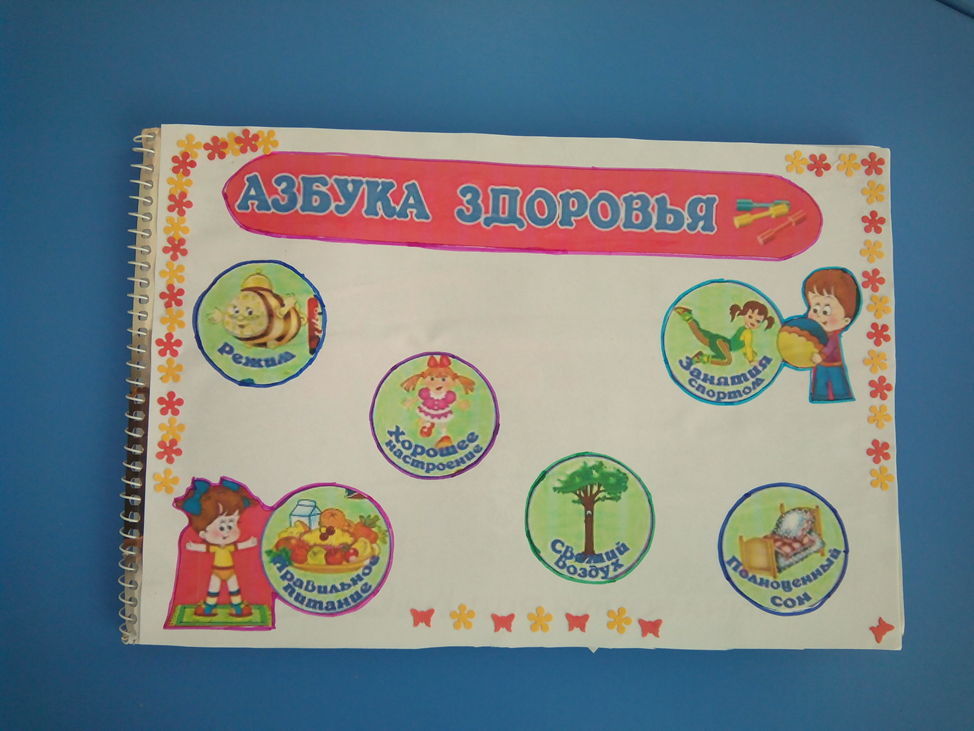 АЗБУКА ЗДОРОВЬЯ
Режим
Занятия
спортом
Хорошее
настроение
Правильное
питание
Свежий
воздух
Полноценный
сон